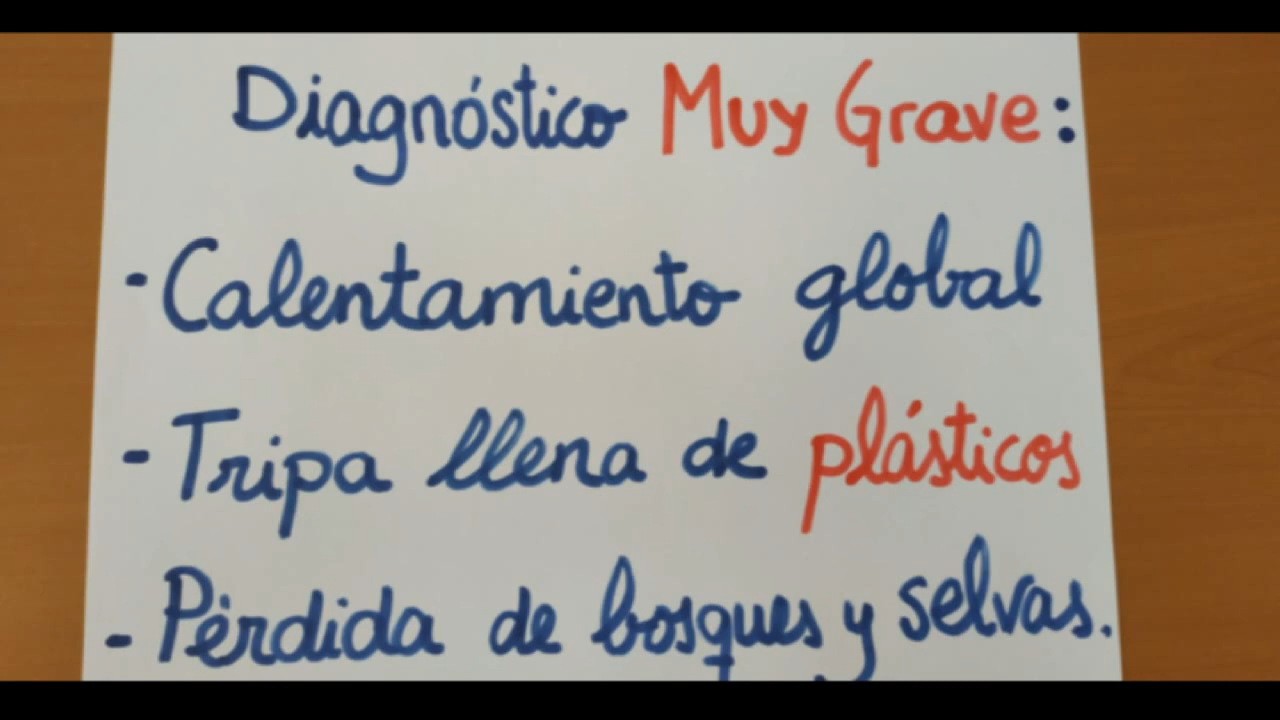 Diagnóstico Muy Grave:
- Calentamiento global
- Tripa llena de plásticos
- Pérdida de bosques y selvas.